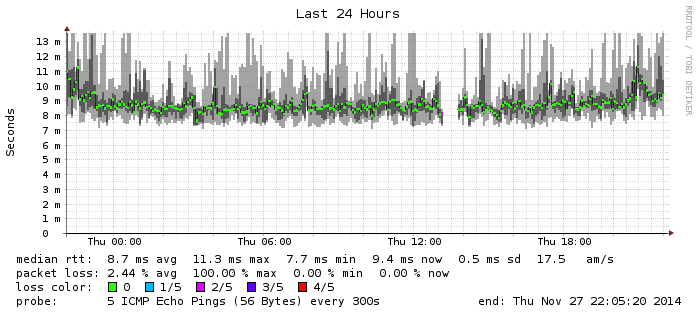 Last 24 Hours
RRDTOOL / TOBI OETIKER
Seconds
13 m
12 m
11 m
10 m
9 m
8 m
7 m
6 m
5 m
4 m
3 m
2 m
1 m
0
Thu 00:00 Thu 06:00 Thu 12:00 Thu 18:00
median rtt: 8.7 ms avg 11.3 ms max 7.7 ms min 9.4 ms now 0.5 ms sd 17.5 am/s
packet loss: 2.44 % avg 100.00 % max 0.00 % min 0.00 % now
loss color: 0 1/5 2/5 3/5 4/5
probe: 5 ICMP Echo Pings (56 Bytes) every 300s end: Thu Nov 27 22:05:20 2014